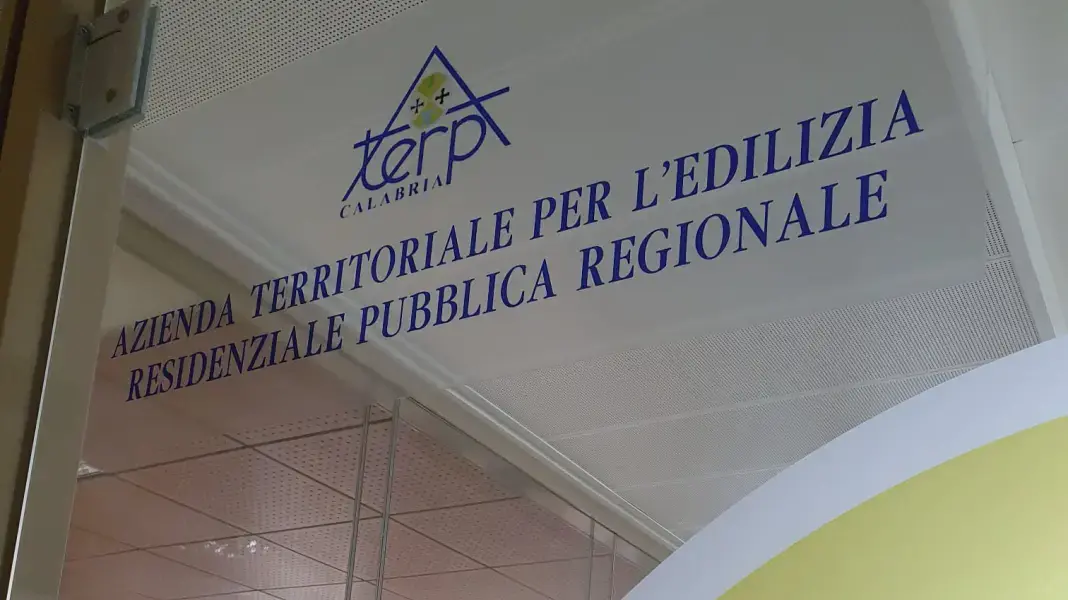 aterp
CALABRIA
AZIENDA TERRITORIALE PER L'EDILIZIA
RESIDENZIALE PUBBLICA REGIONALE